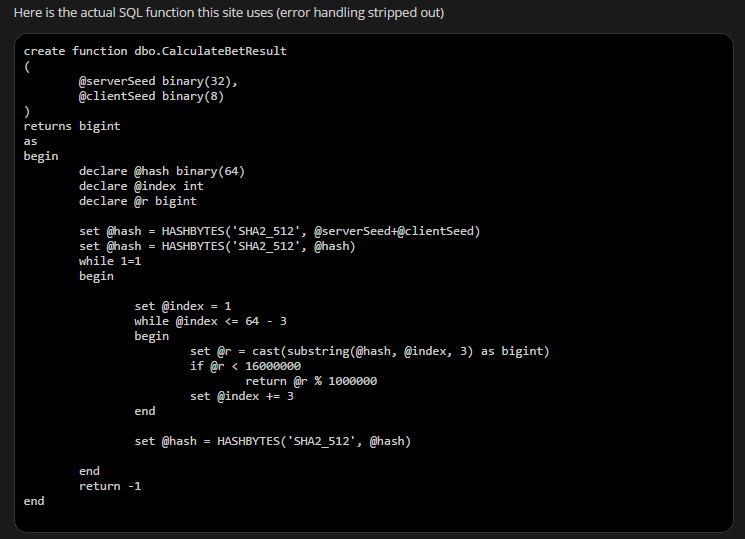 Here is the actual SQL function this site uses (error handling stripped out)
create function dbo.CalculateBetResult
(
        @serverSeed binary(32),
        @clientSeed binary(8)
)
returns bigint
as
begin
        declare @hash binary(64)
        declare @index int
        declare @r bigint

        set @hash = HASHBYTES('SHA2_512', @serverSeed+@clientSeed)
        set @hash = HASHBYTES('SHA2_512', @hash)
        while 1=1
        begin

                set @index = 1
                while @index <= 64 - 3
                begin
                        set @r = cast(substring(@hash, @index, 3) as bigint)
                        if @r < 16000000
                                return @r % 1000000
                        set @index += 3
                end

                set @hash = HASHBYTES('SHA2_512', @hash)

        end
        return -1
end